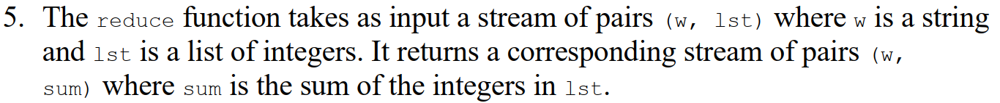 5. The reduce function takes as input a stream of pairs (w, lst) where w is a string
and lst is a list of integers. It returns a corresponding stream of pairs (w,
sum) where sum is the sum of the integers in lst.